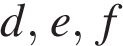 d, e, f